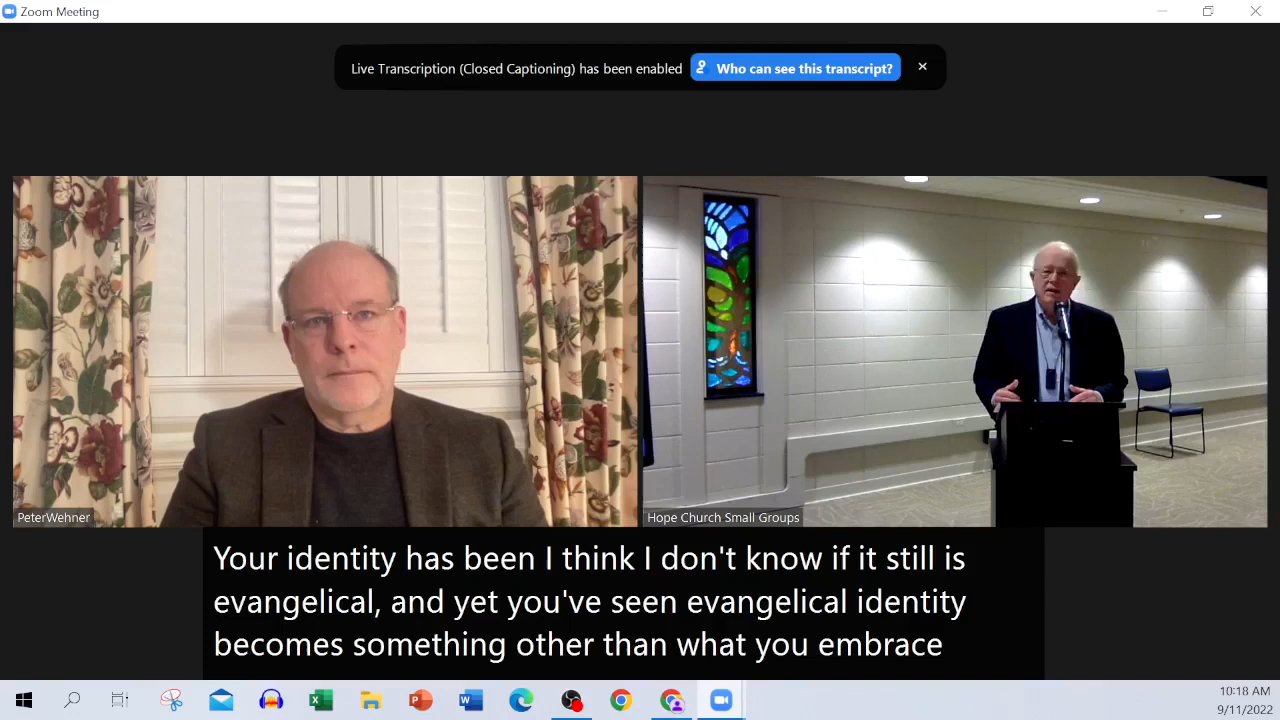 Zoom Meeting
Live Transcription (Closed Captioning) has been enabled
Who can see this transcript?
PeterWehner
Hope Church Small Groups
Your identity has been I think I don't know if it still is
evangelical, and yet you've seen evangelical identity
becomes something other than what you embrace
10:18 AM
9/11/2022